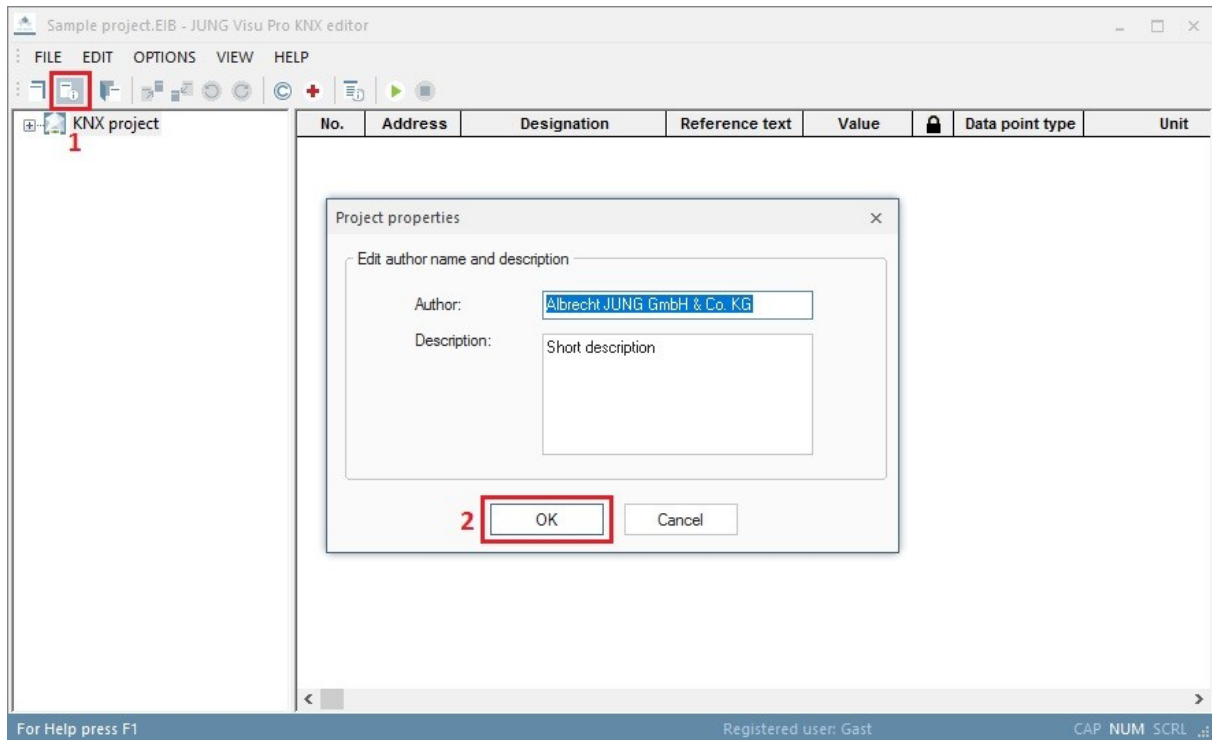 Sample project.EIB - JUNG Visu Pro KNX editor
FILE EDIT OPTIONS VIEW HELP
KNX project
1
No. Address Designation Reference text Value Data point type Unit
Project properties
Edit author name and description
Author: Albrecht JUNG GmbH & Co. KG
Description: Short description
2 OK Cancel
For Help press F1 Registered user: Gast CAP NUM SCRL